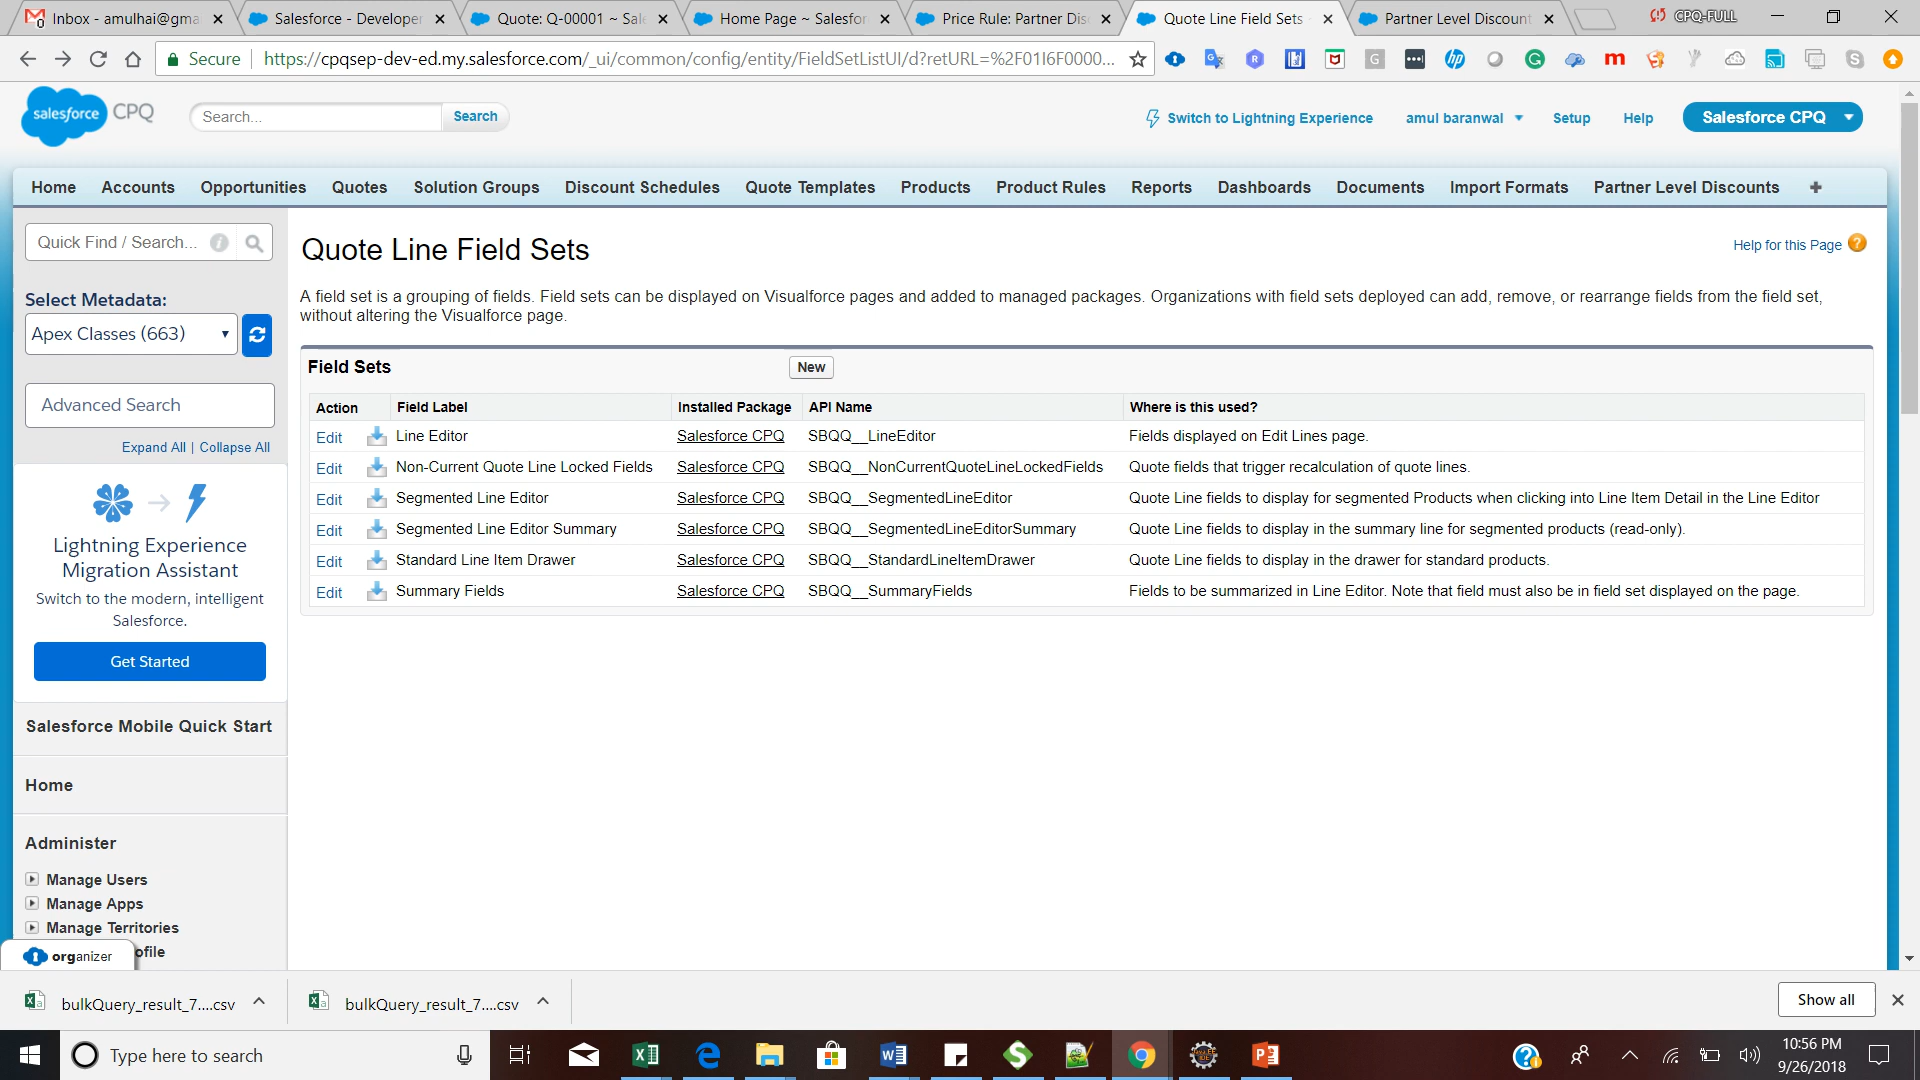 Inbox - amulhai@gma
Salesforce - Developer
Quote: Q-00001 ~ Sale
Home Page ~ Salesfor
Price Rule: Partner Dis
Quote Line Field Sets
Partner Level Discount
CPQ-FULL
Secure
https://cpqsep-dev-ed.my.salesforce.com/_ui/common/config/entity/FieldSetListUI/d?retURL=%2F01I6F0000...
salesforce CPQ
Search...
Search
Switch to Lightning Experience
amul baranwal
Setup
Help
Salesforce CPQ
Home Accounts Opportunities Quotes Solution Groups Discount Schedules Quote Templates Products Product Rules Reports Dashboards Documents Import Formats Partner Level Discounts +
Quick Find / Search...
Select Metadata:
Apex Classes (663)
Advanced Search
Expand All | Collapse All
Lightning Experience
Migration Assistant
Switch to the modern, intelligent
Salesforce.
Get Started
Salesforce Mobile Quick Start
Home
Administer
Manage Users
Manage Apps
Manage Territories
ofile
organizer
Quote Line Field Sets
Help for this Page ?
A field set is a grouping of fields. Field sets can be displayed on Visualforce pages and added to managed packages. Organizations with field sets deployed can add, remove, or rearrange fields from the field set,
without altering the Visualforce page.
Field Sets
New
Action Field Label Installed Package API Name Where is this used?
Edit Line Editor Salesforce CPQ SBQQ__LineEditor Fields displayed on Edit Lines page.
Edit Non-Current Quote Line Locked Fields Salesforce CPQ SBQQ__NonCurrentQuoteLineLockedFields Quote fields that trigger recalculation of quote lines.
Edit Segmented Line Editor Salesforce CPQ SBQQ__SegmentedLineEditor Quote Line fields to display for segmented Products when clicking into Line Item Detail in the Line Editor
Edit Segmented Line Editor Summary Salesforce CPQ SBQQ__SegmentedLineEditorSummary Quote Line fields to display in the summary line for segmented products (read-only).
Edit Standard Line Item Drawer Salesforce CPQ SBQQ__StandardLineItemDrawer Quote Line fields to display in the drawer for standard products.
Edit Summary Fields Salesforce CPQ SBQQ__SummaryFields Fields to be summarized in Line Editor. Note that field must also be in field set displayed on the page.
bulkQuery_result_7....csv
bulkQuery_result_7....csv
Show all
Type here to search
10:56 PM
9/26/2018